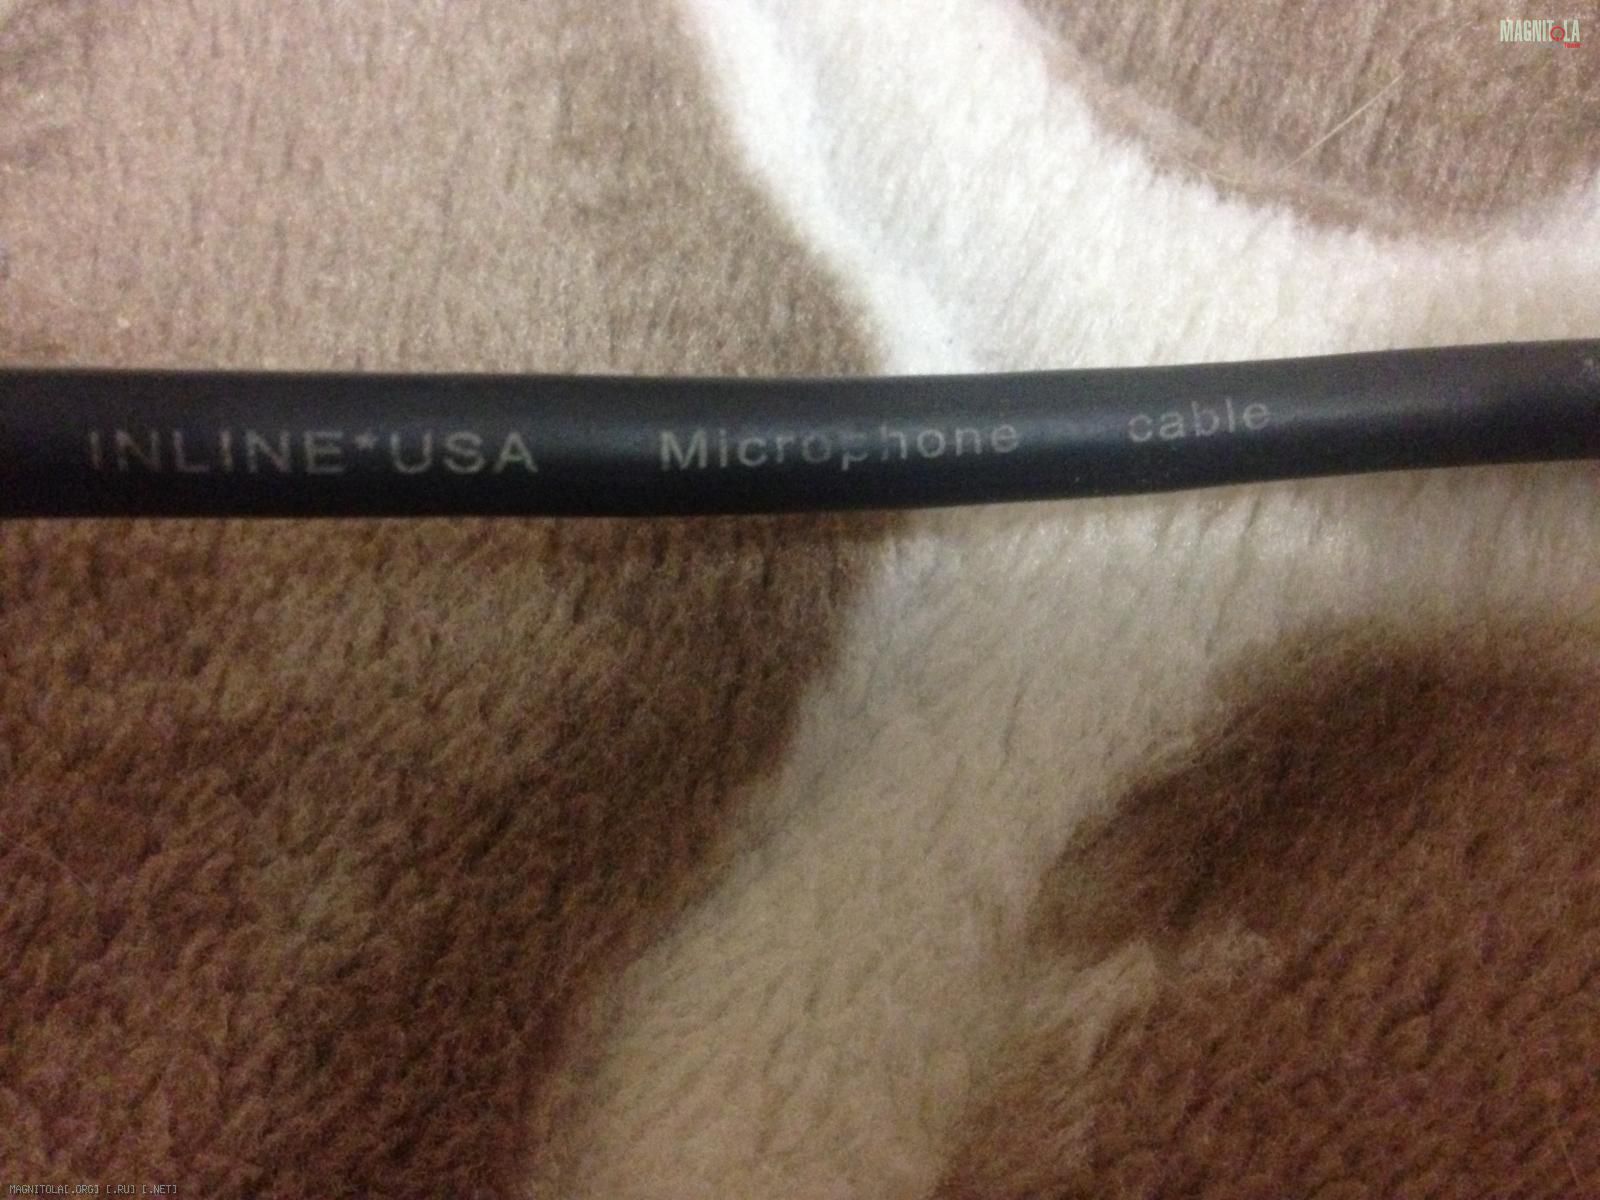 MAGNITOLA
INLINE*USA Microphone cable
MAGNITOLA[.ORG] [.RU] [.NET]